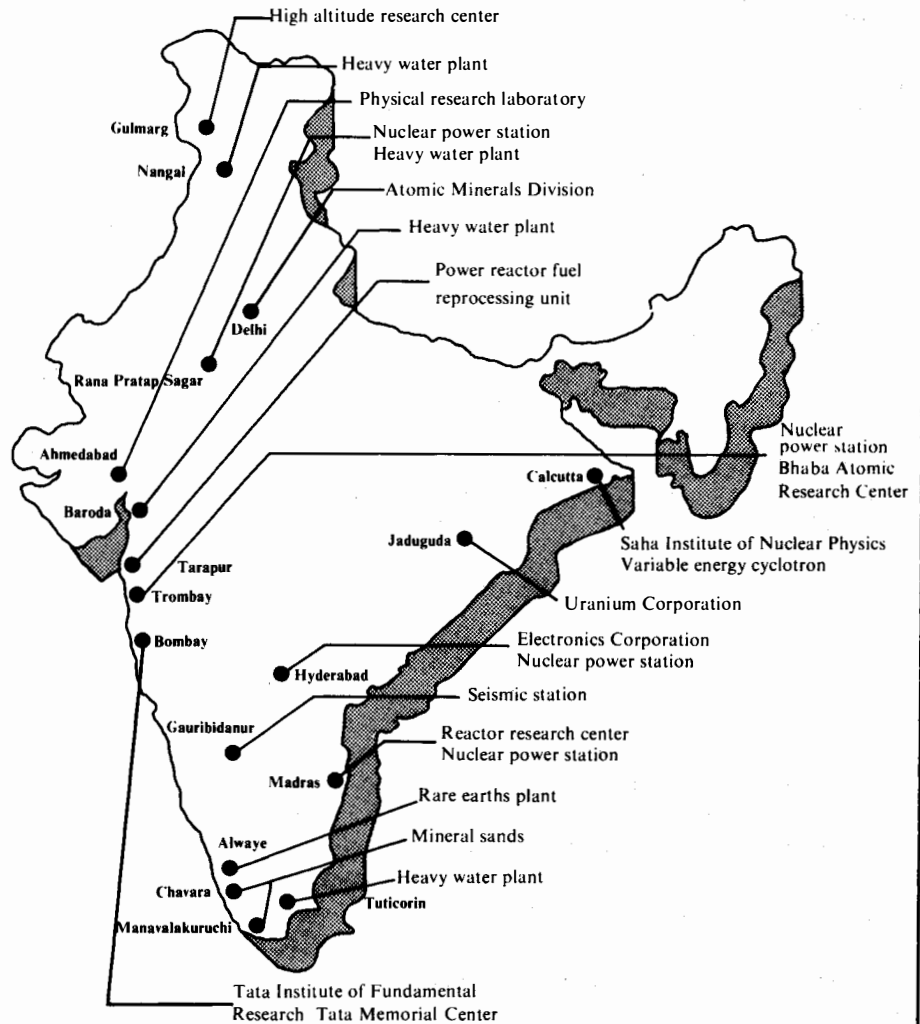 High altitude research center
Heavy water plant
Physical research laboratory
Gulmarg
Nuclear power station
Heavy water plant
Nangai
Atomic Minerals Division
Heavy water plant
Power reactor fuel
reprocessing unit
Delhi
Rana Pratap Sagar
Ahmedabad
Nuclear
power station
Bhaba Atomic
Research Center
Calcutta
Baroda
Jaduguda
Saha Institute of Nuclear Physics
Variable energy cyclotron
Tarapur
Trombay
Uranium Corporation
Bombay
Electronics Corporation
Nuclear power station
Hyderabad
Seismic station
Gauribidanur
Reactor research center
Nuclear power station
Madras
Rare earths plant
Mineral sands
Alwaye
Heavy water plant
Chavara
Tuticorin
Manavalakuruchi
Tata Institute of Fundamental
Research Tata Memorial Center